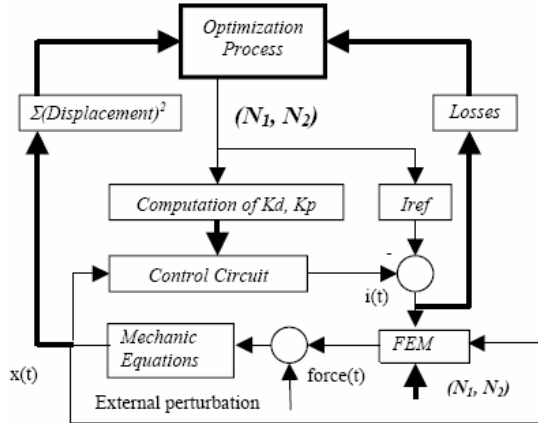 Optimization
Process
Σ(Displacement)²
(N₁, N₂)
Losses
Computation of Kd, Kp
Iref
-
Control Circuit
i(t)
Mechanic
Equations
FEM
x(t)
force(t)
(N₁, N₂)
External perturbation